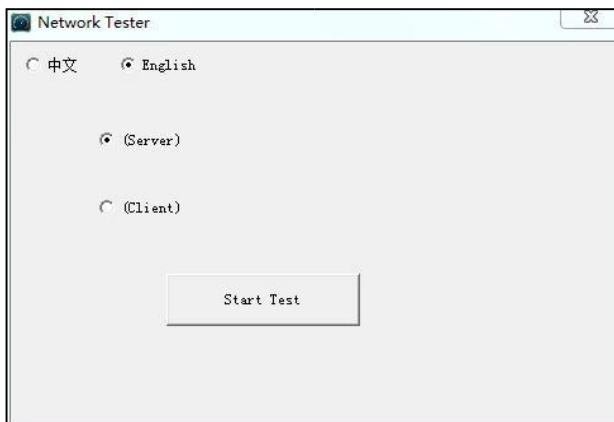 Network Tester
中文 English
(Server)
(Client)
Start Test